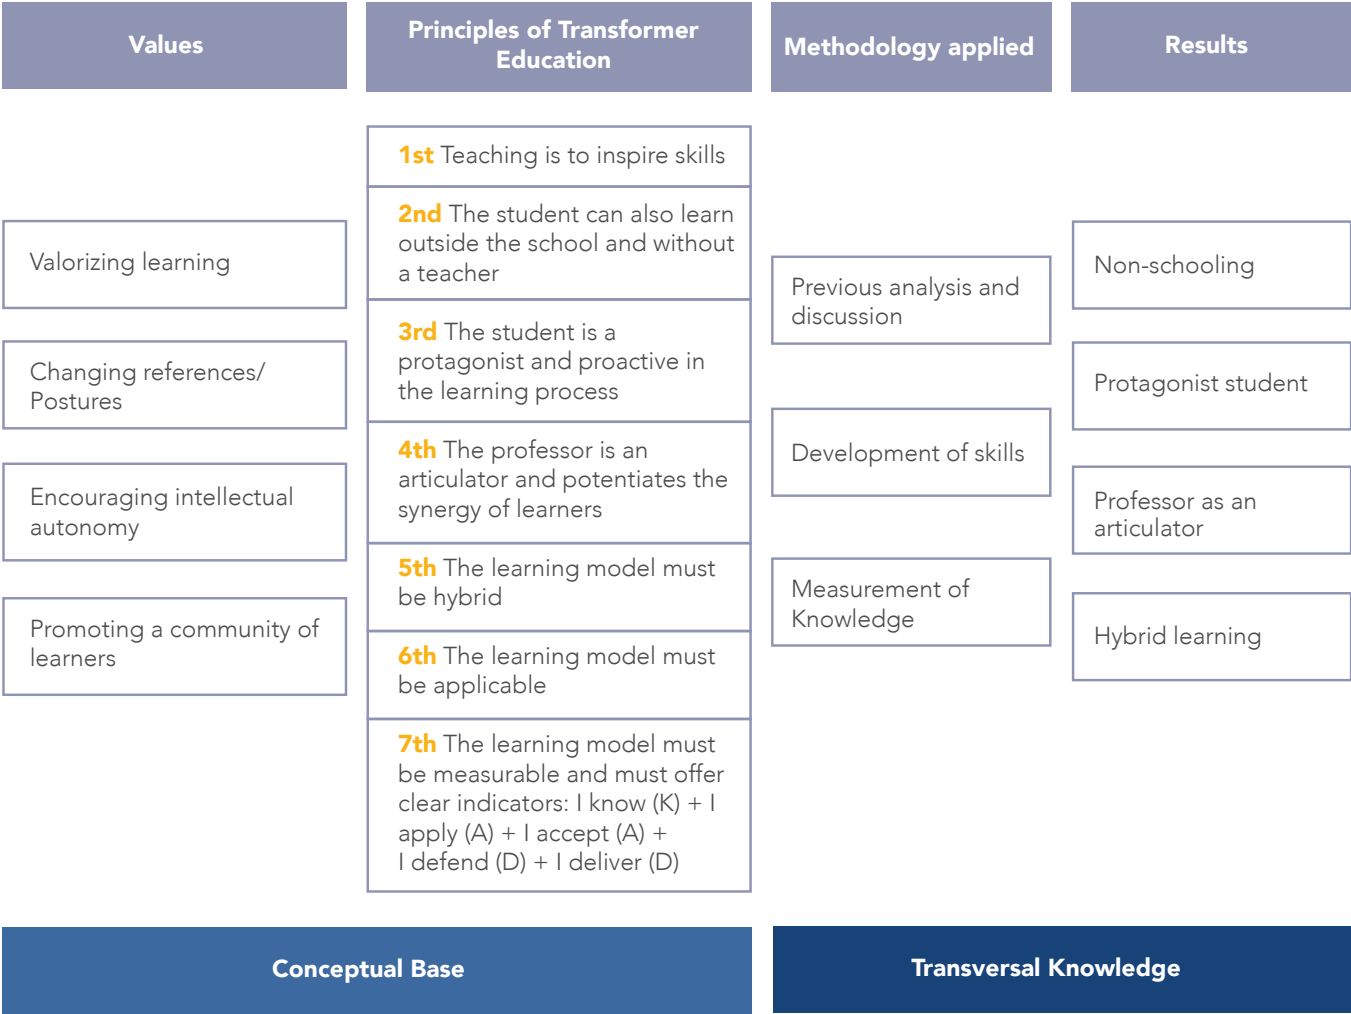 Values
Principles of Transformer
Education
Methodology applied
Results
Valorizing learning
Changing references/
Postures
Encouraging intellectual
autonomy
Promoting a community of
learners
1st Teaching is to inspire skills
2nd The student can also learn
outside the school and without
a teacher
3rd The student is a
protagonist and proactive in
the learning process
4th The professor is an
articulator and potentiates the
synergy of learners
5th The learning model must
be hybrid
6th The learning model must
be applicable
7th The learning model must
be measurable and must offer
clear indicators: I know (K) + I
apply (A) + I accept (A) +
I defend (D) + I deliver (D)
Previous analysis and
discussion
Development of skills
Measurement of
Knowledge
Non-schooling
Protagonist student
Professor as an
articulator
Hybrid learning
Conceptual Base
Transversal Knowledge